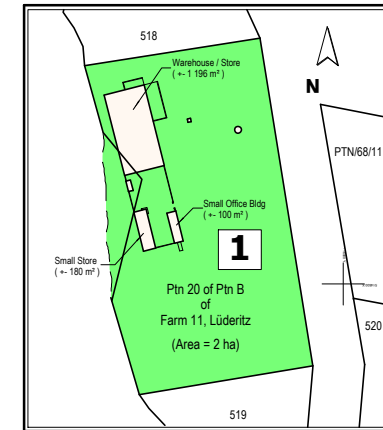 518
Warehouse / Store
( +- 1 196 m² )
N
PTN/68/11
Small Office Bldg
( +- 100 m² )
1
Small Store
( +- 180 m² )
Ptn 20 of Ptn B
of
Farm 11, Lüderitz
(Area = 2 ha)
520
519